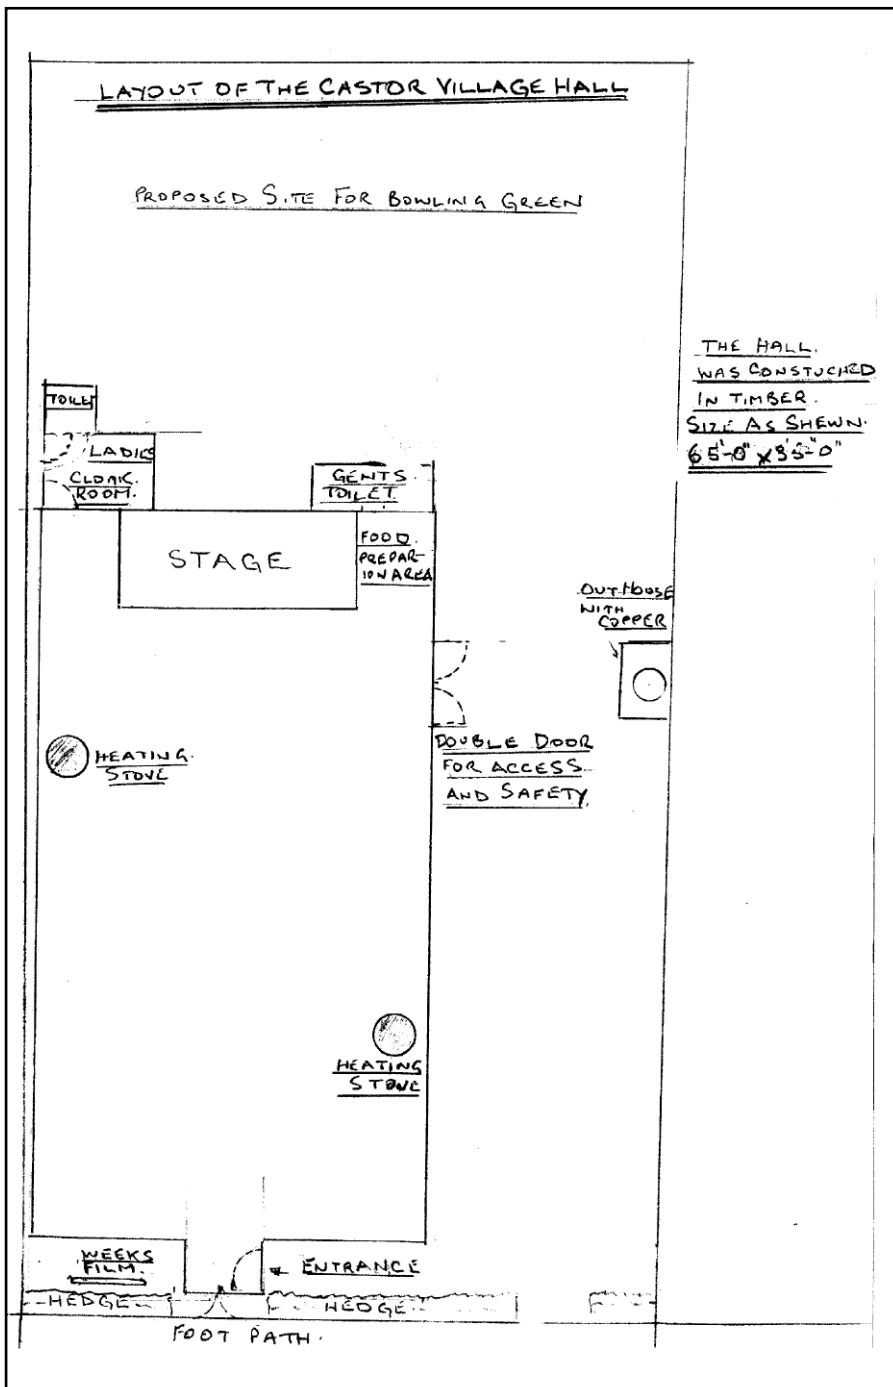 LAYOUT OF THE CASTOR VILLAGE HALL
PROPOSED SITE FOR BOWLING GREEN
THE HALL.
WAS CONSTUCHED
IN TIMBER.
SIZE AS SHEWN.
65'-0" x 35'-0"
TOILET
LADIES
CLOAK
ROOM.
GENTS
TOILET
STAGE
FOOD
PREPAR-
ION AREA
OUTHOUSE
WITH
COPPER
DOUBLE DOOR
FOR ACCESS
AND SAFETY.
HEATING
STOVE
HEATING
STOVE
WEEKS
FILM.
ENTRANCE
HEDGE
HEDGE
FOOT PATH.